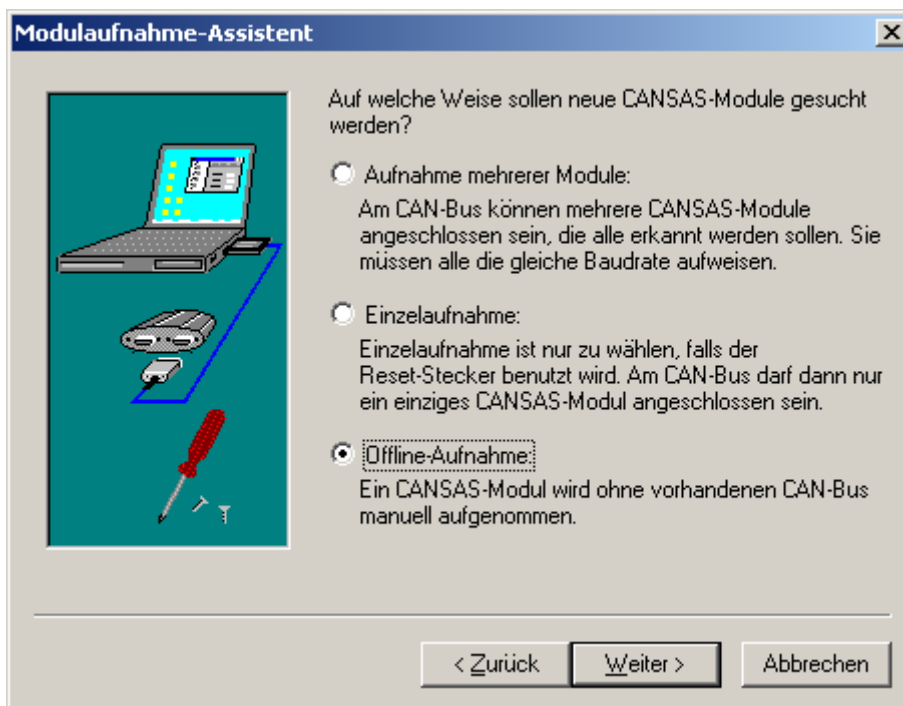 Modulaufnahme-Assistent
Auf welche Weise sollen neue CANSAS-Module gesucht
werden?
Aufnahme mehrerer Module:
Am CAN-Bus können mehrere CANSAS-Module
angeschlossen sein, die alle erkannt werden sollen. Sie
müssen alle die gleiche Baudrate aufweisen.
Einzelaufnahme:
Einzelaufnahme ist nur zu wählen, falls der
Reset-Stecker benutzt wird. Am CAN-Bus darf dann nur
ein einziges CANSAS-Modul angeschlossen sein.
Offline-Aufnahme:
Ein CANSAS-Modul wird ohne vorhandenen CAN-Bus
manuell aufgenommen.
< Zurück
Weiter >
Abbrechen